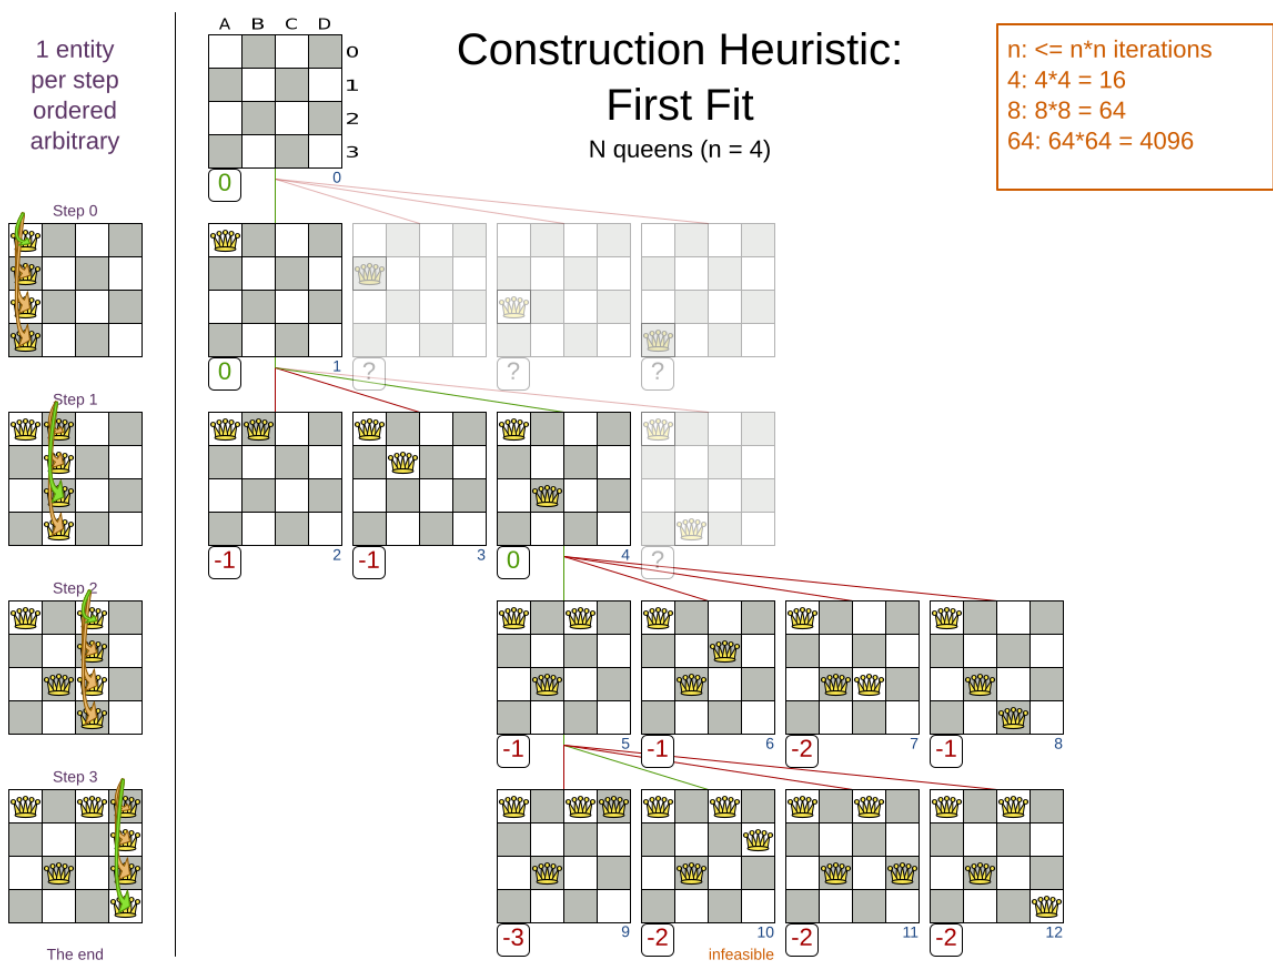 A B C D
Construction Heuristic:
First Fit
N queens (n = 4)
1 entity
per step
ordered
arbitrary
0
1
2
3
n: <= n*n iterations
4: 4*4 = 16
8: 8*8 = 64
64: 64*64 = 4096
0
0
Step 0
0
1
?
?
?
Step 1
-1
2
-1
3
0
4
?
Step 2
-1
5
-1
6
-2
7
-1
8
Step 3
-3
9
-2
10
-2
11
-2
12
The end
infeasible